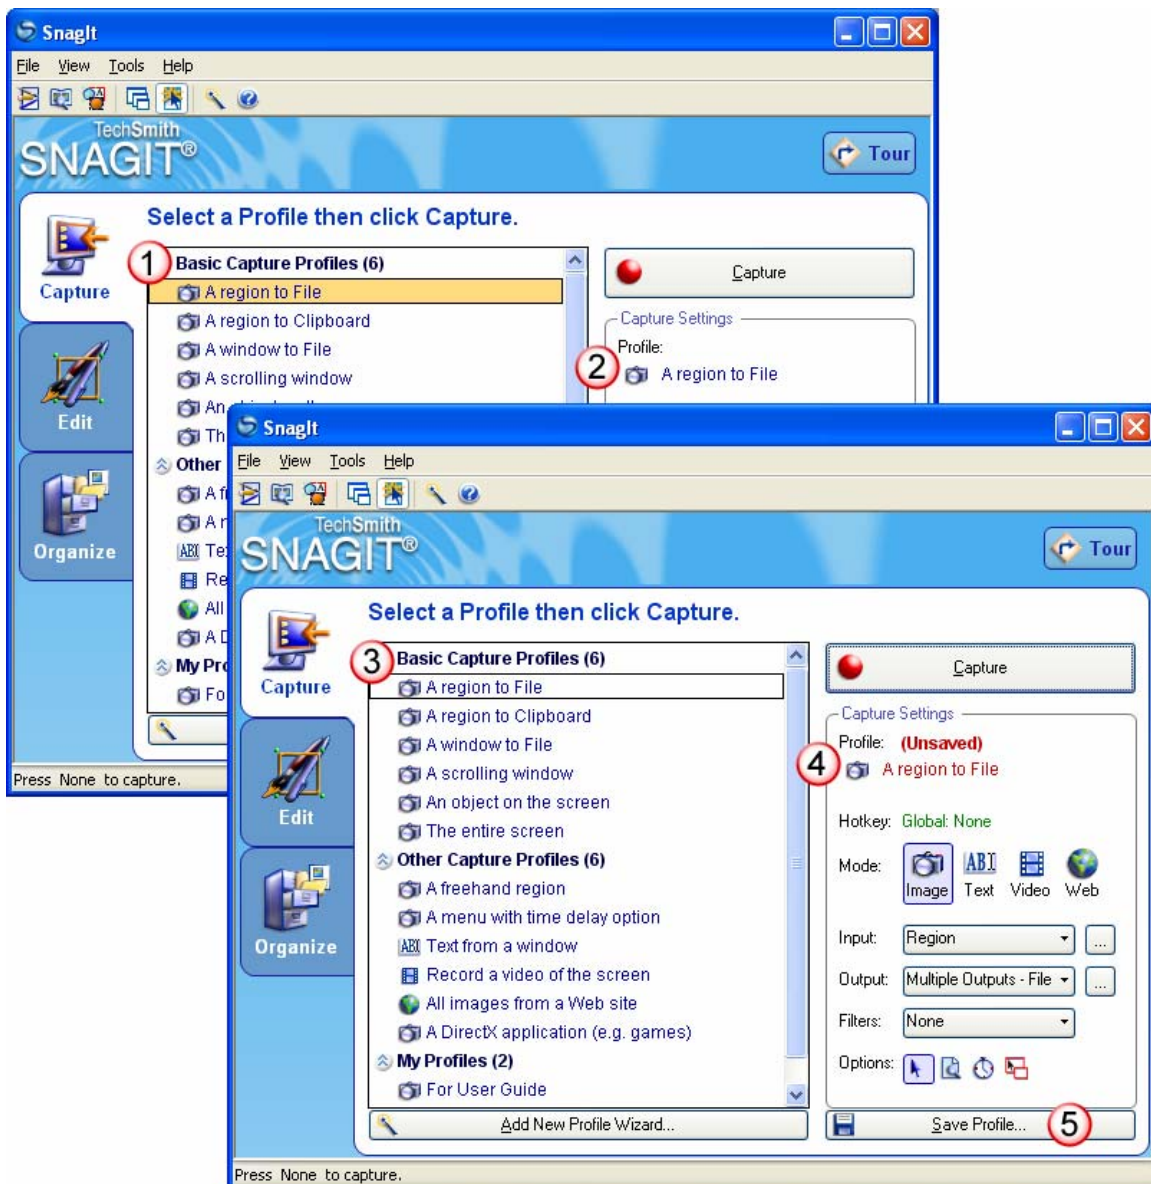 SnagIt
File View Tools Help
TechSmith
SNAGIT®
Tour
Select a Profile then click Capture.
Capture
Edit
Organize
1
Basic Capture Profiles (6)
A region to File
A region to Clipboard
A window to File
A scrolling window
An
Th
Other
A f
A
Te
Re
All
A D
My Pro
Fo
Capture
Capture Settings
Profile:
2
A region to File
Press None to capture.
SnagIt
File View Tools Help
TechSmith
SNAGIT®
Tour
Select a Profile then click Capture.
Capture
Edit
Organize
3
Basic Capture Profiles (6)
A region to File
A region to Clipboard
A window to File
A scrolling window
An object on the screen
The entire screen
Other Capture Profiles (6)
A freehand region
A menu with time delay option
ABI Text from a window
Record a video of the screen
All images from a Web site
A DirectX application (e.g. games)
My Profiles (2)
For User Guide
Add New Profile Wizard...
Capture
Capture Settings
Profile: (Unsaved)
4
A region to File
Hotkey: Global: None
Mode: Image Text Video Web
Input: Region ...
Output: Multiple Outputs - File ...
Filters: None
Options:
Save Profile...
5
Press None to capture.